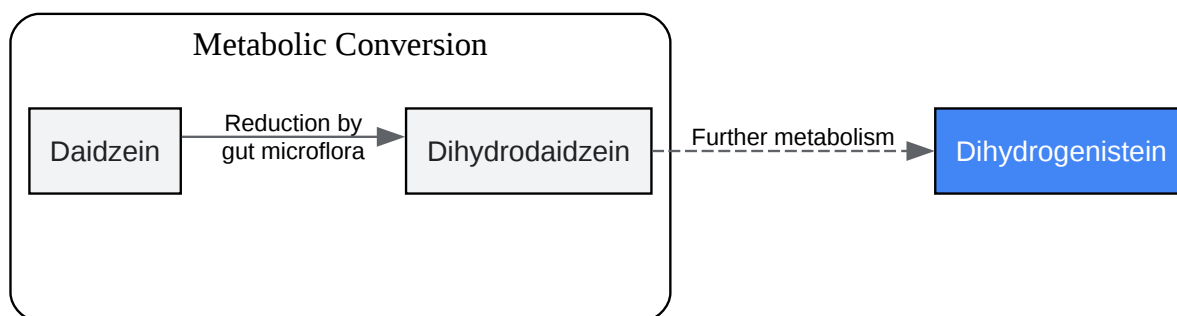 Metabolic Conversion
Daidzein
Reduction by
gut microflora
Dihydrodaidzein
Further metabolism
Dihydrogenistein